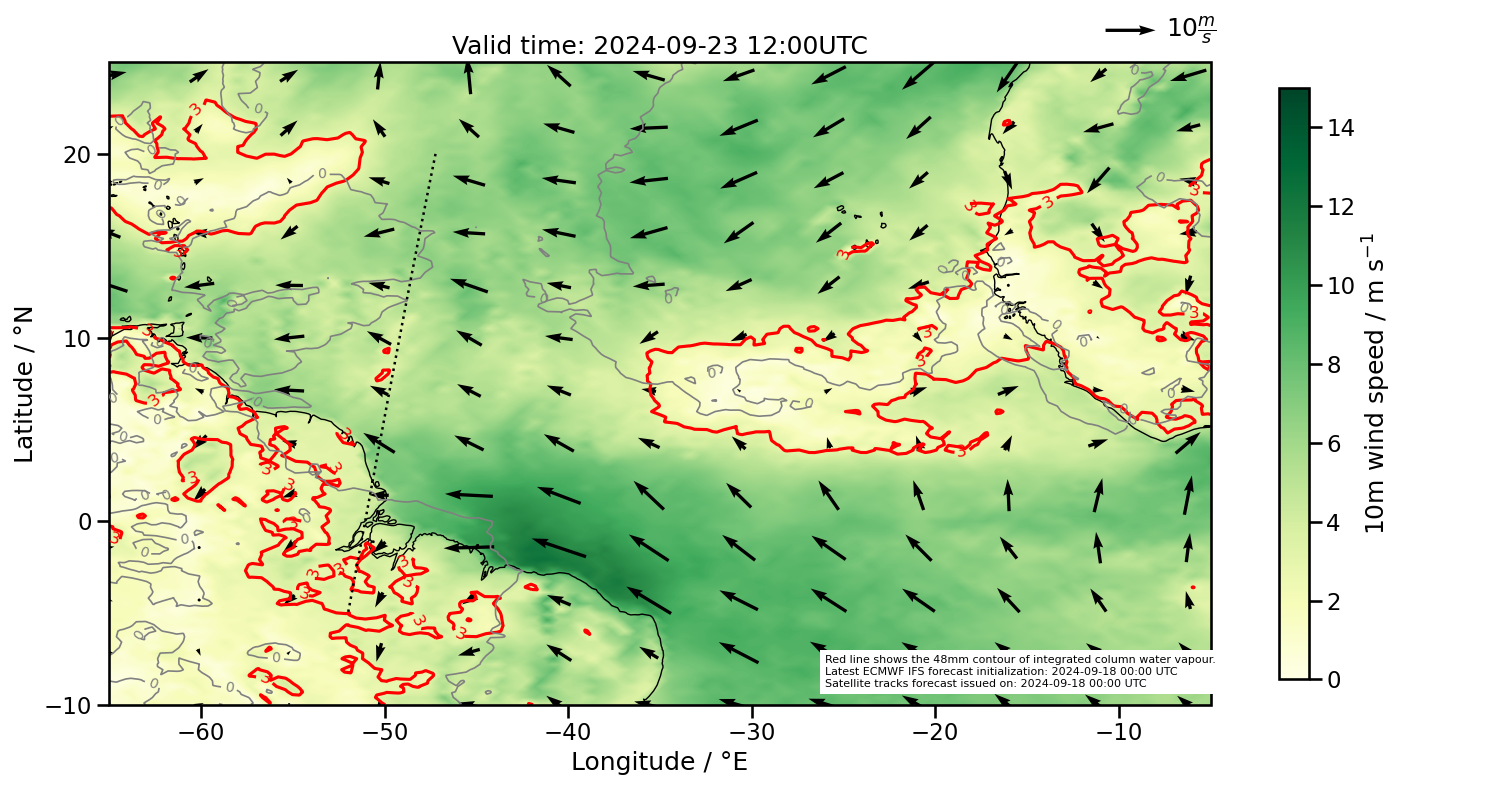 10 m/s
Valid time: 2024-09-23 12:00UTC
Latitude / °N
20
10
0
−10
−60
−50
−40
−30
−20
−10
Longitude / °E
Red line shows the 48mm contour of integrated column water vapour.
Latest ECMWF IFS forecast initialization: 2024-09-18 00:00 UTC
Satellite tracks forecast issued on: 2024-09-18 00:00 UTC
14
12
10
8
6
4
2
0
10m wind speed / m s⁻¹